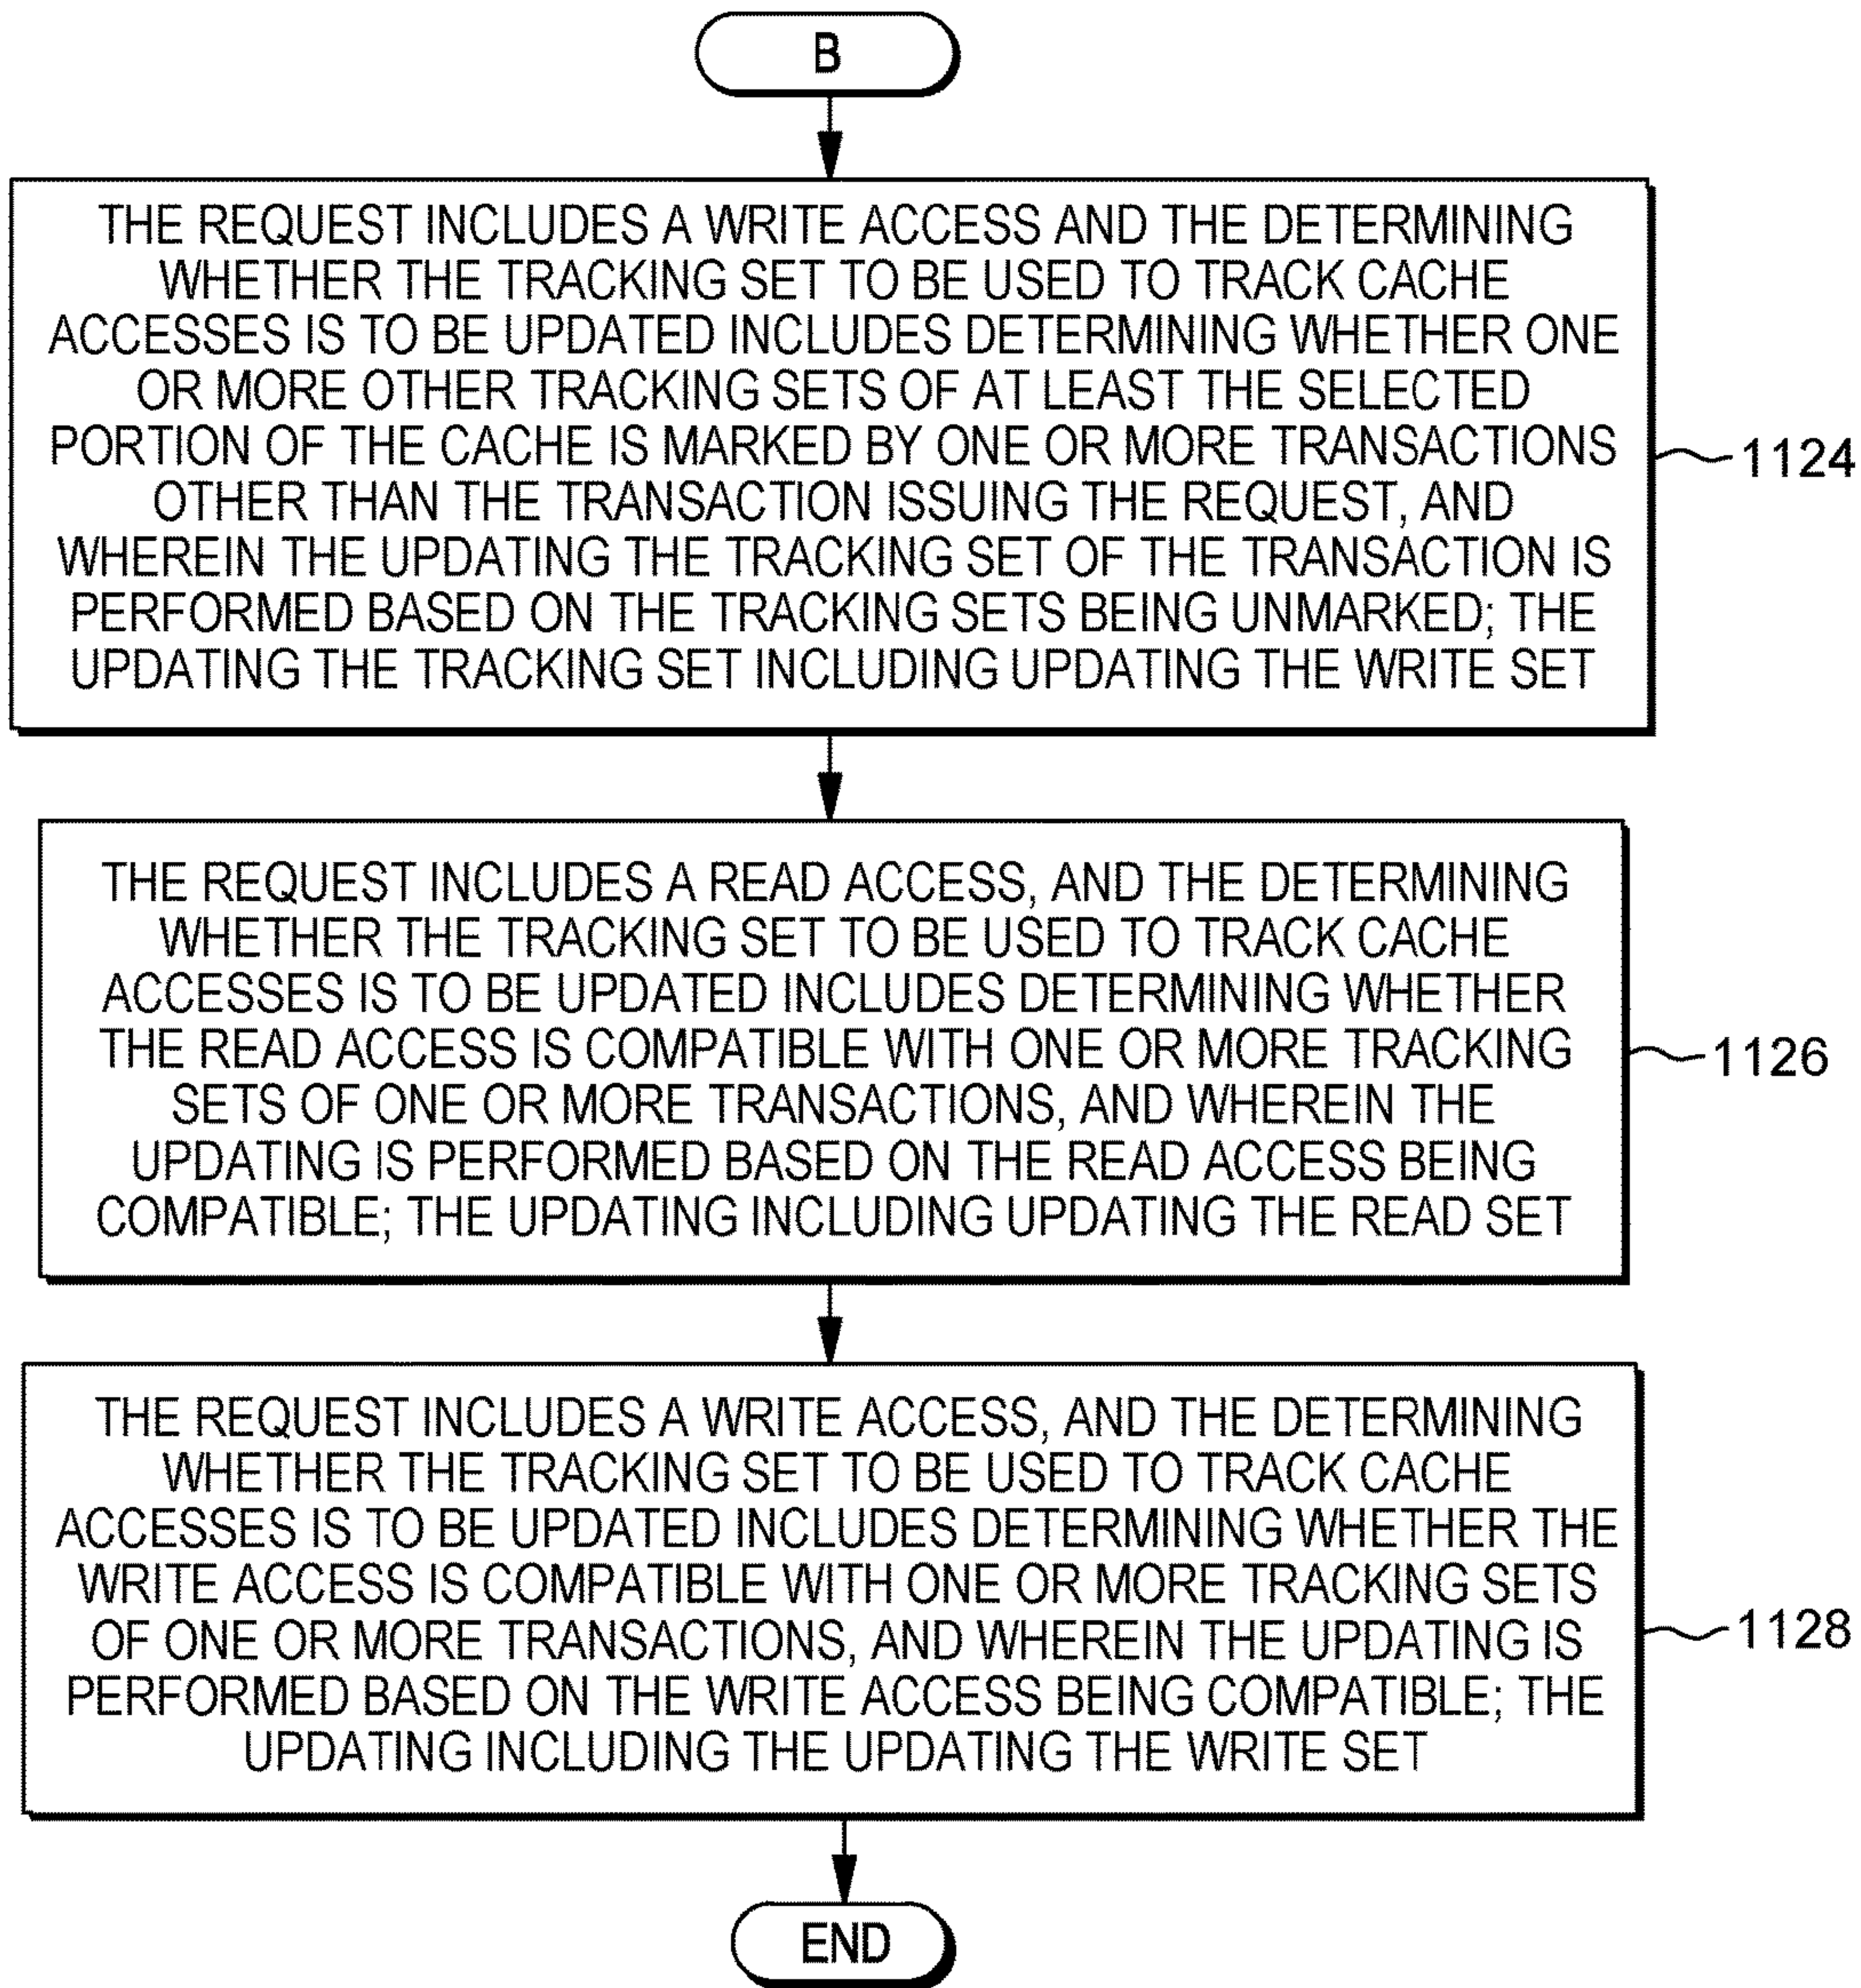 B
THE REQUEST INCLUDES A WRITE ACCESS AND THE DETERMINING
WHETHER THE TRACKING SET TO BE USED TO TRACK CACHE
ACCESSES IS TO BE UPDATED INCLUDES DETERMINING WHETHER ONE
OR MORE OTHER TRACKING SETS OF AT LEAST THE SELECTED
PORTION OF THE CACHE IS MARKED BY ONE OR MORE TRANSACTIONS
OTHER THAN THE TRANSACTION ISSUING THE REQUEST, AND
WHEREIN THE UPDATING THE TRACKING SET OF THE TRANSACTION IS
PERFORMED BASED ON THE TRACKING SETS BEING UNMARKED; THE
UPDATING THE TRACKING SET INCLUDING UPDATING THE WRITE SET
1124
THE REQUEST INCLUDES A READ ACCESS, AND THE DETERMINING
WHETHER THE TRACKING SET TO BE USED TO TRACK CACHE
ACCESSES IS TO BE UPDATED INCLUDES DETERMINING WHETHER
THE READ ACCESS IS COMPATIBLE WITH ONE OR MORE TRACKING
SETS OF ONE OR MORE TRANSACTIONS, AND WHEREIN THE
UPDATING IS PERFORMED BASED ON THE READ ACCESS BEING
COMPATIBLE; THE UPDATING INCLUDING UPDATING THE READ SET
1126
THE REQUEST INCLUDES A WRITE ACCESS, AND THE DETERMINING
WHETHER THE TRACKING SET TO BE USED TO TRACK CACHE
ACCESSES IS TO BE UPDATED INCLUDES DETERMINING WHETHER THE
WRITE ACCESS IS COMPATIBLE WITH ONE OR MORE TRACKING SETS
OF ONE OR MORE TRANSACTIONS, AND WHEREIN THE UPDATING IS
PERFORMED BASED ON THE WRITE ACCESS BEING COMPATIBLE; THE
UPDATING INCLUDING THE UPDATING THE WRITE SET
1128
END